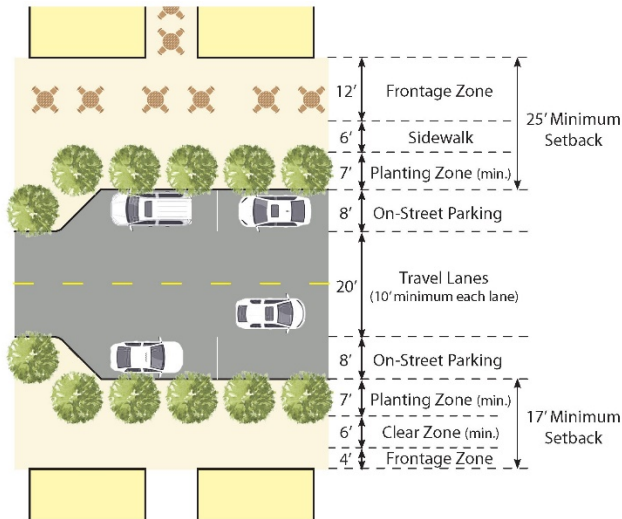 12' Frontage Zone
25' Minimum
Setback
6' Sidewalk
7' Planting Zone (min.)
8' On-Street Parking
20' Travel Lanes
(10' minimum each lane)
8' On-Street Parking
7' Planting Zone (min.)
17' Minimum
Setback
6' Clear Zone (min.)
4' Frontage Zone